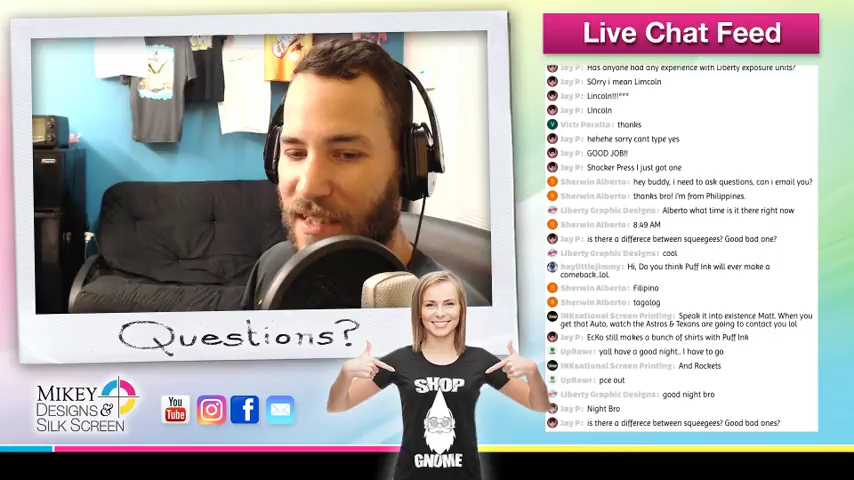 Live Chat Feed
Jay P: Has anyone had any experience with Liberty exposure units?
Jay P: SOrry i mean Limcoln
Jay P: Lincoln!!!***
Jay P: LIncoln
Victr Peralta: thanks
Jay P: hehehe sorry cant type yes
Jay P: GOOD JOB!!
Jay P: Shocker Press I just got one
Sherwin Alberto: hey buddy, i need to ask questions, can i email you?
Sherwin Alberto: thanks bro! i'm from Philippines.
Liberty Graphic Designs: Alberto what time is it there right now
Sherwin Alberto: 8:49 AM
Jay P: is there a difference between squeegees? Good bad one?
Liberty Graphic Designs: cool
heylittlejimmy: Hi, Do you think Puff Ink will ever make a
comeback..lol.
Sherwin Alberto: Filipino
Sherwin Alberto: tagalog
INKsational Screen Printing: Speak it into existence Matt. When you
get that Auto, watch the Astros & Texans are going to contact you lol
Jay P: EcKo still makes a bunch of shirts with Puff Ink
UpRawr: yall have a good night.. I have to go
INKsational Screen Printing: And Rockets
UpRawr: pce out
Liberty Graphic Designs: good night bro
Jay P: Night Bro
Jay P: is there a differece between squeegees? Good bad ones?
Questions?
MIKEY
DESIGNS &
SILK SCREEN
You
Tube
SHOP
GNOME